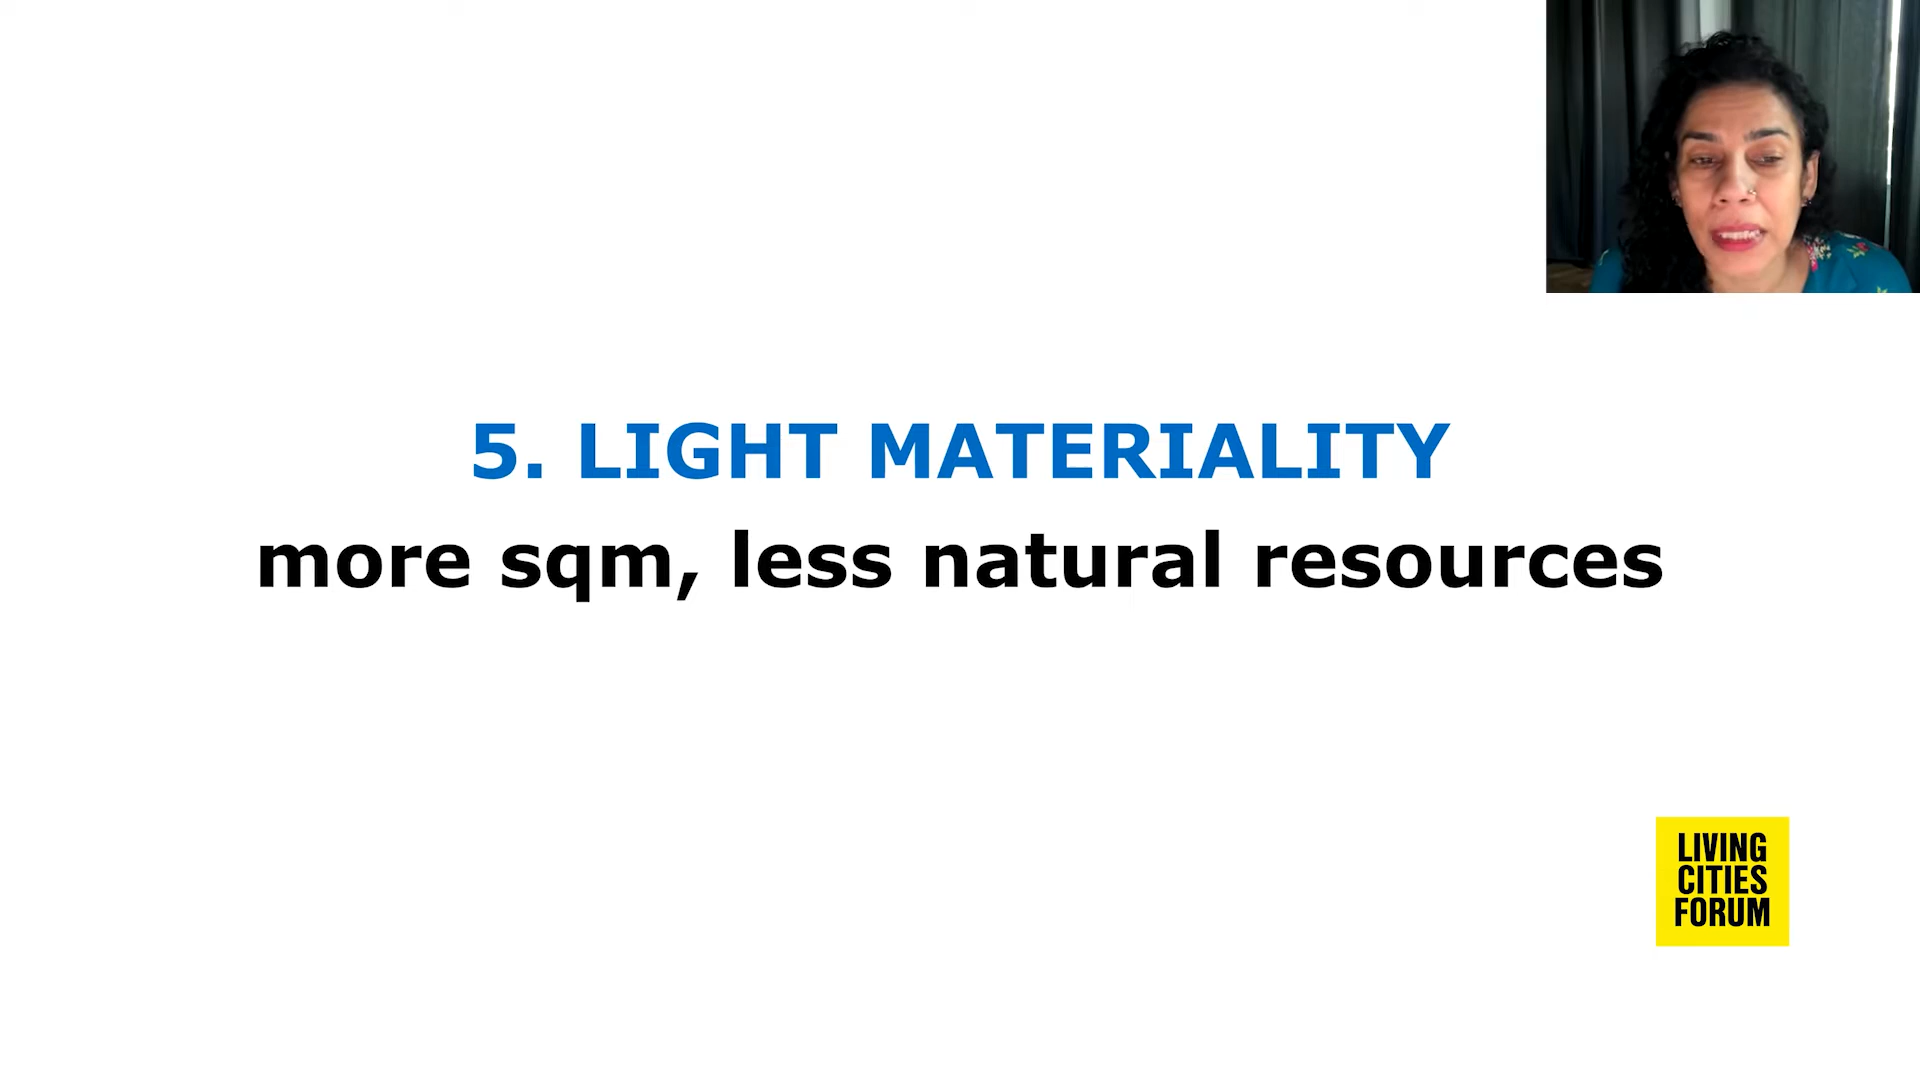 5. LIGHT MATERIALITY
more sqm, less natural resources
LIVING
CITIES
FORUM